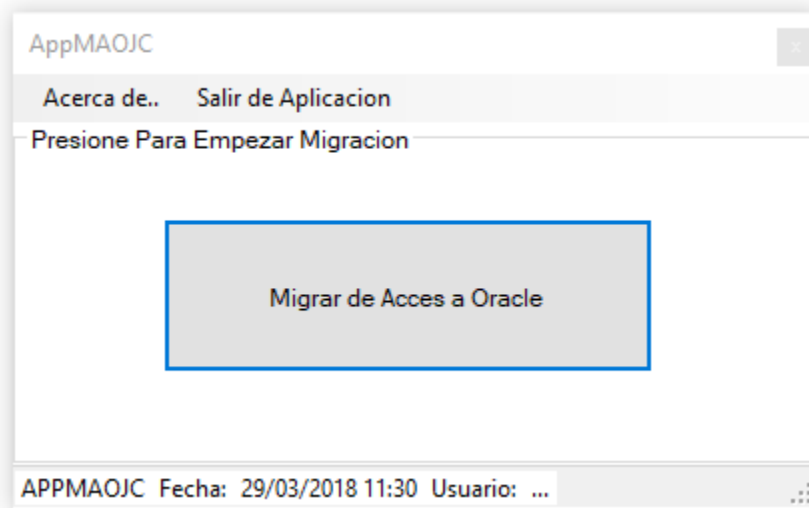 AppMAOJC
x
Acerca de.. Salir de Aplicacion
Presione Para Empezar Migracion
Migrar de Acces a Oracle
APPMAOJC Fecha: 29/03/2018 11:30 Usuario: ...